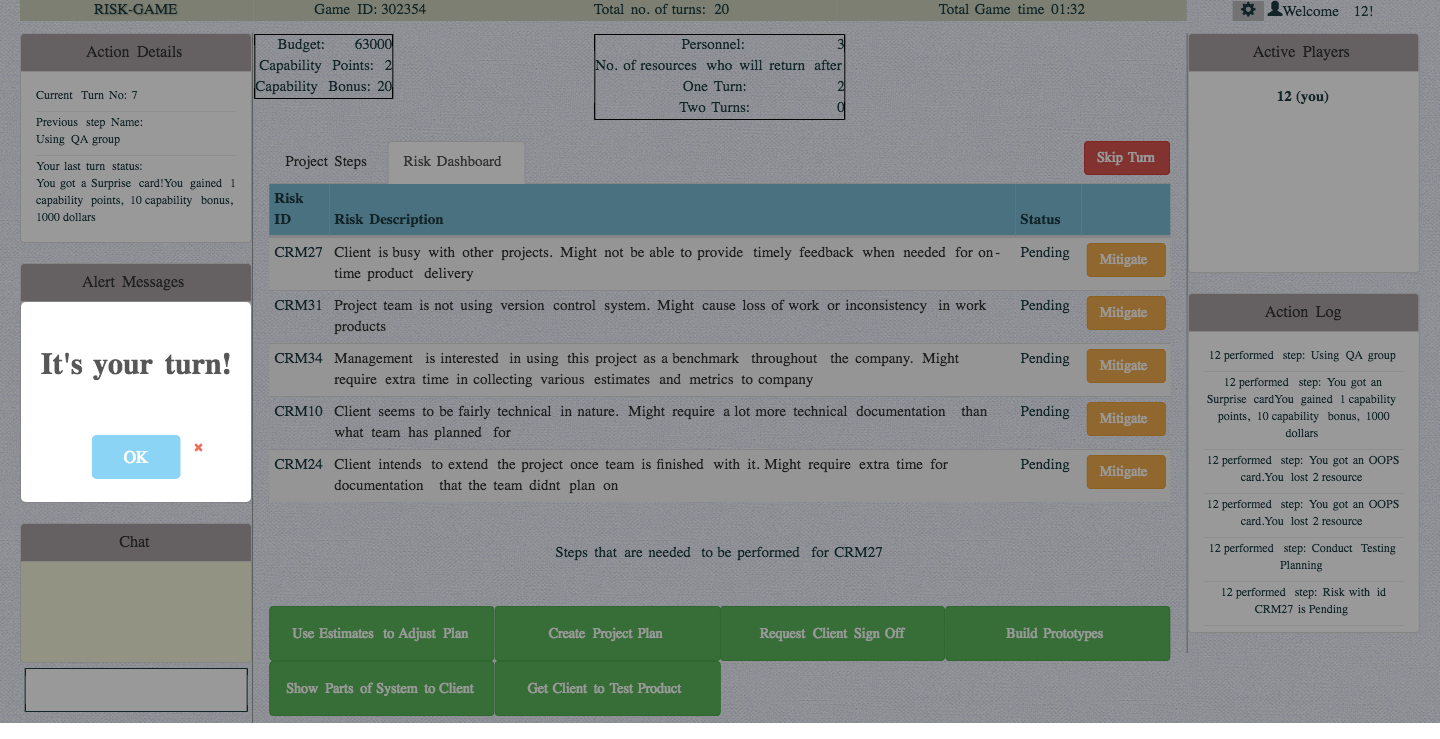 RISK-GAME
Game ID: 302354
Total no. of turns: 20
Total Game time 01:32
Welcome 12!
Action Details
Current Turn No: 7
Previous step Name:
Using QA group
Your last turn status:
You got a Surprise card!You gained 1
capability points, 10 capability bonus,
1000 dollars
Alert Messages
It's your turn!
OK
Chat
Budget: 63000
Capability Points: 2
Capability Bonus: 20
Personnel: 3
No. of resources who will return after
One Turn: 2
Two Turns: 0
Project Steps
Risk Dashboard
Skip Turn
Risk
ID
Risk Description
Status
CRM27 Client is busy with other projects. Might not be able to provide timely feedback when needed for on-
time product delivery
Pending
Mitigate
CRM31 Project team is not using version control system. Might cause loss of work or inconsistency in work
products
Pending
Mitigate
CRM34 Management is interested in using this project as a benchmark throughout the company. Might
require extra time in collecting various estimates and metrics to company
Pending
Mitigate
CRM10 Client seems to be fairly technical in nature. Might require a lot more technical documentation than
what team has planned for
Pending
Mitigate
CRM24 Client intends to extend the project once team is finished with it. Might require extra time for
documentation that the team didnt plan on
Pending
Mitigate
Steps that are needed to be performed for CRM27
Use Estimates to Adjust Plan
Create Project Plan
Request Client Sign Off
Build Prototypes
Show Parts of System to Client
Get Client to Test Product
Active Players
12 (you)
Action Log
12 performed step: Using QA group
12 performed step: You got an
Surprise cardYou gained 1 capability
points, 10 capability bonus, 1000
dollars
12 performed step: You got an OOPS
card.You lost 2 resource
12 performed step: You got an OOPS
card.You lost 2 resource
12 performed step: Conduct Testing
Planning
12 performed step: Risk with id
CRM27 is Pending